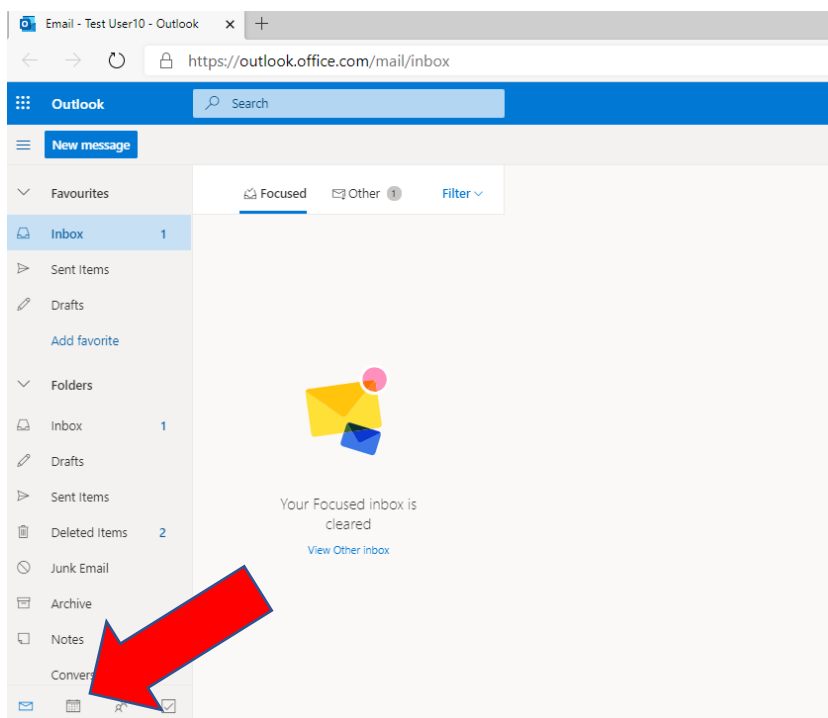 Email - Test User10 - Outlook
https://outlook.office.com/mail/inbox
Outlook
Search
New message
Favourites
Focused Other 1 Filter
Inbox 1
Sent Items
Drafts
Add favorite
Folders
Inbox 1
Drafts
Sent Items
Deleted Items 2
Junk Email
Archive
Notes
Your Focused inbox is
cleared
View Other inbox